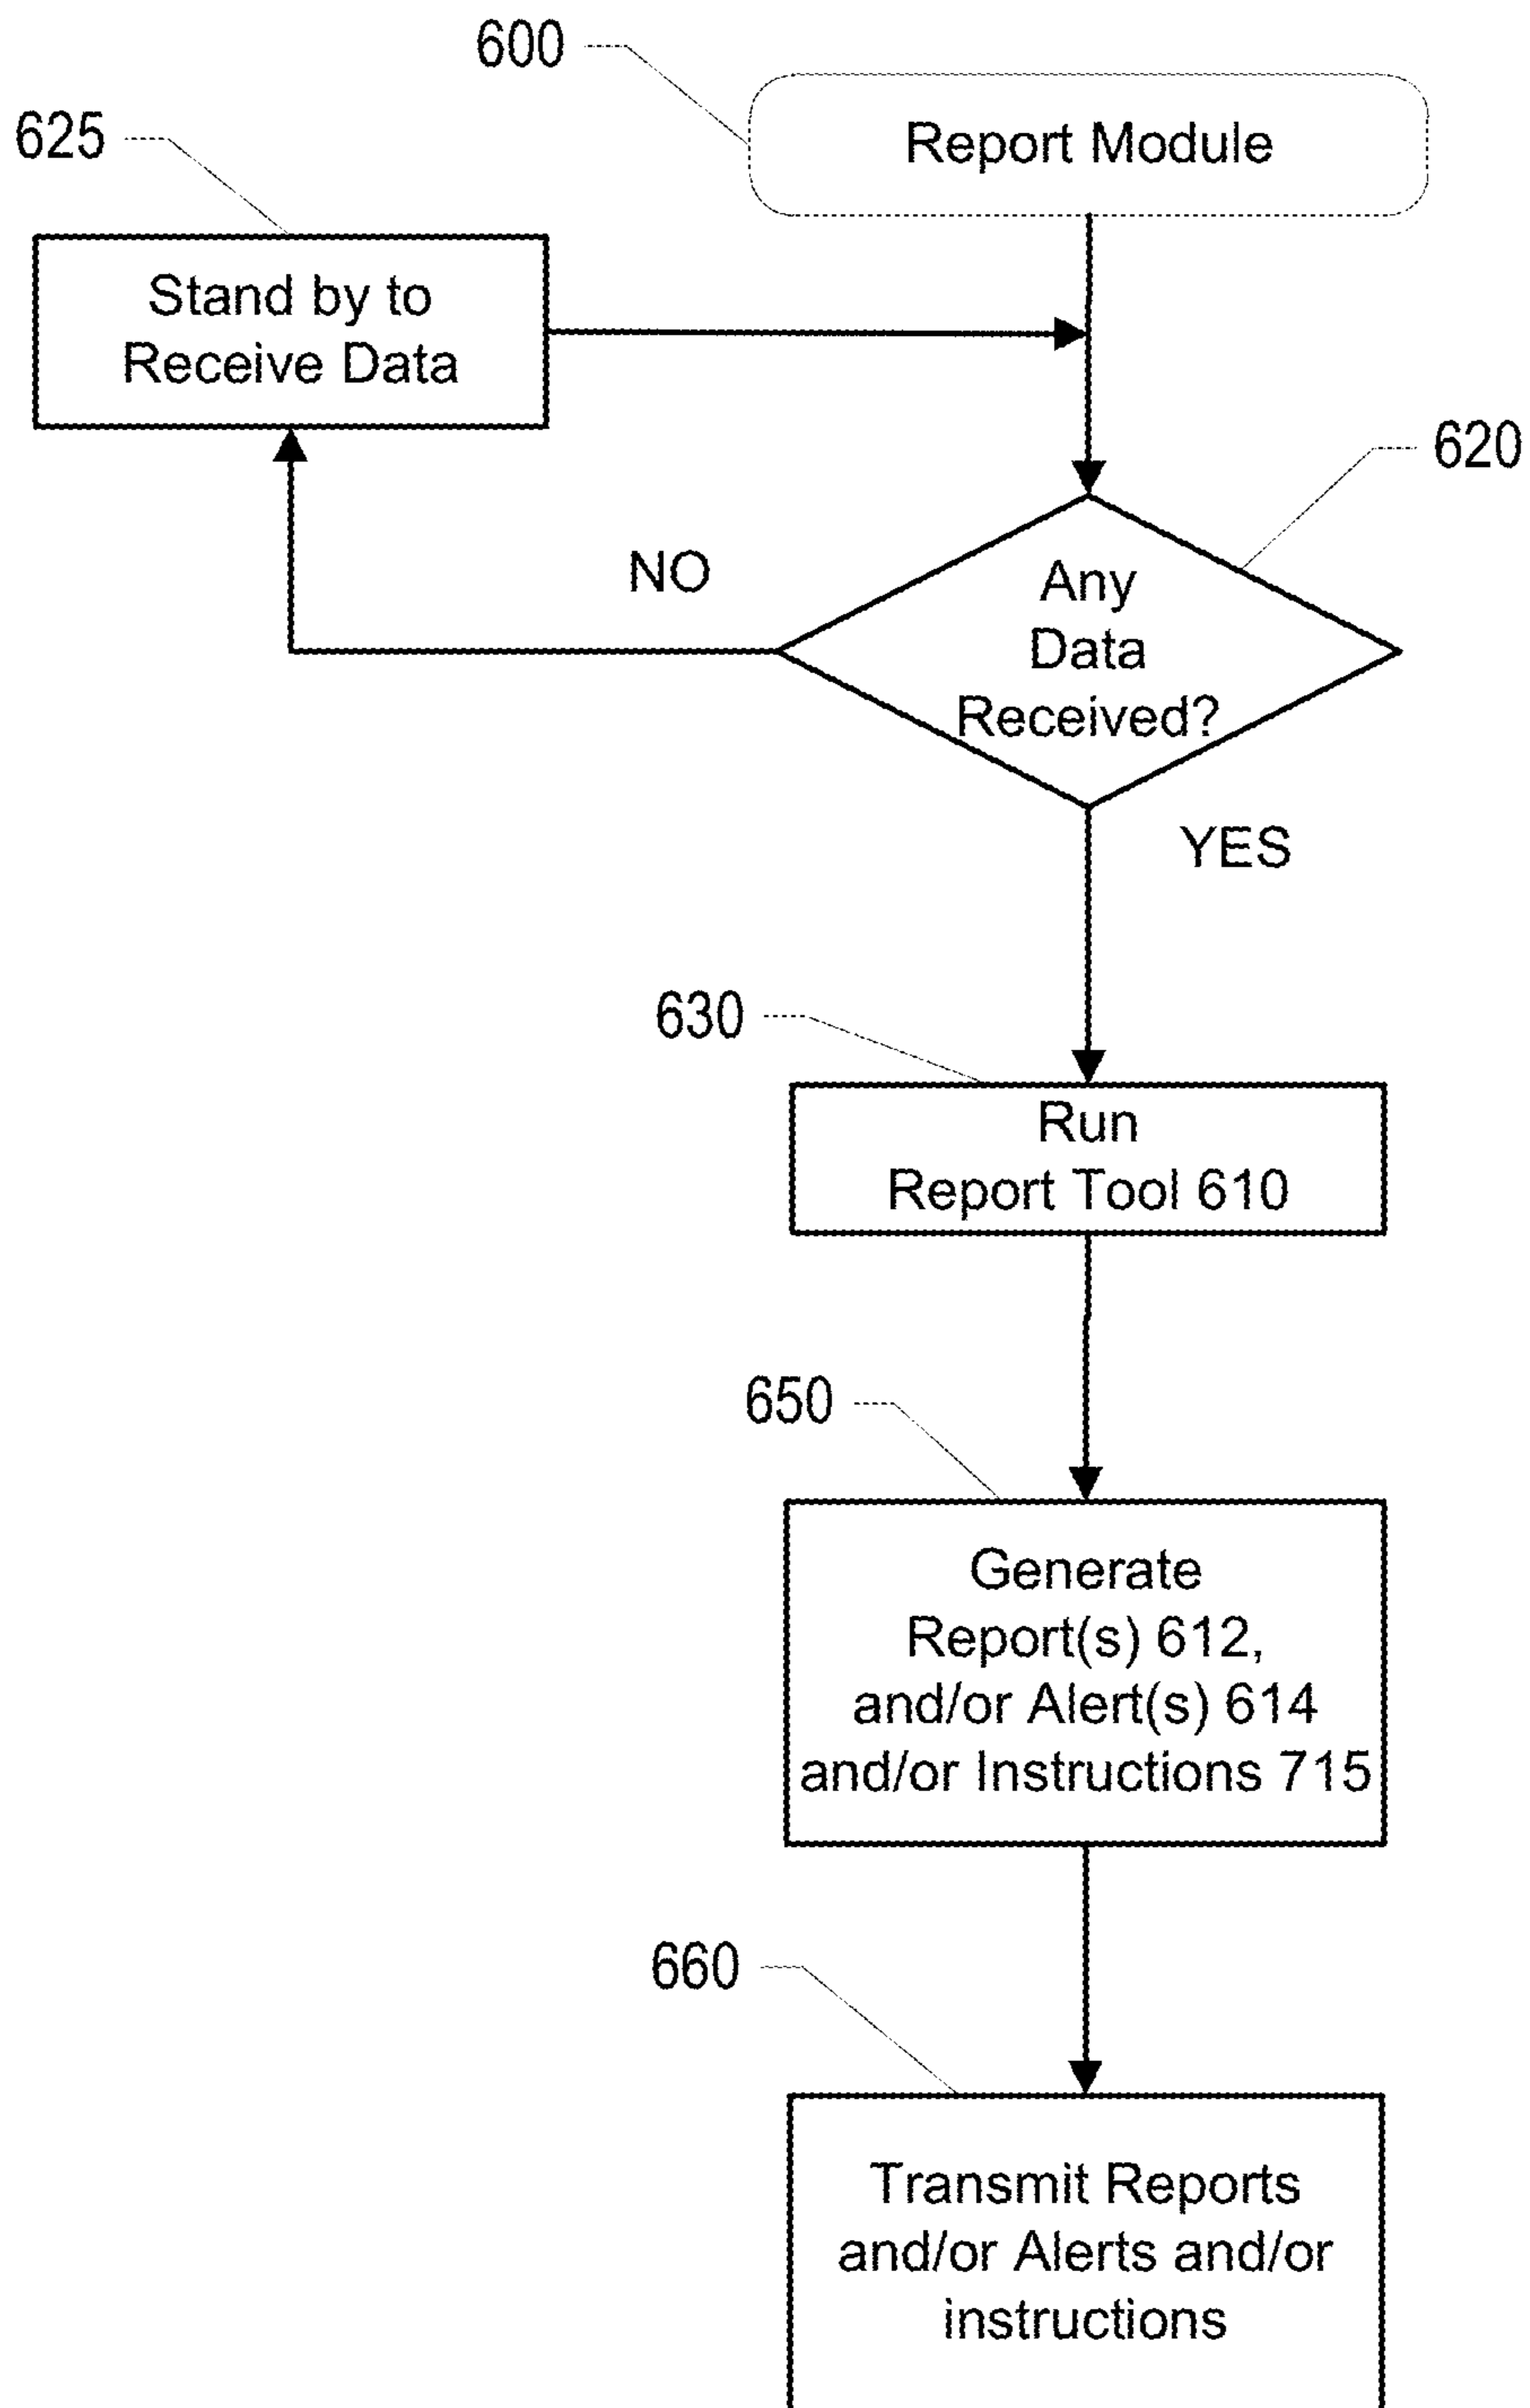 600
Report Module
625
Stand by to
Receive Data
620
NO
Any
Data
Received?
YES
630
Run
Report Tool 610
650
Generate
Report(s) 612,
and/or Alert(s) 614
and/or Instructions 715
660
Transmit Reports
and/or Alerts and/or
instructions